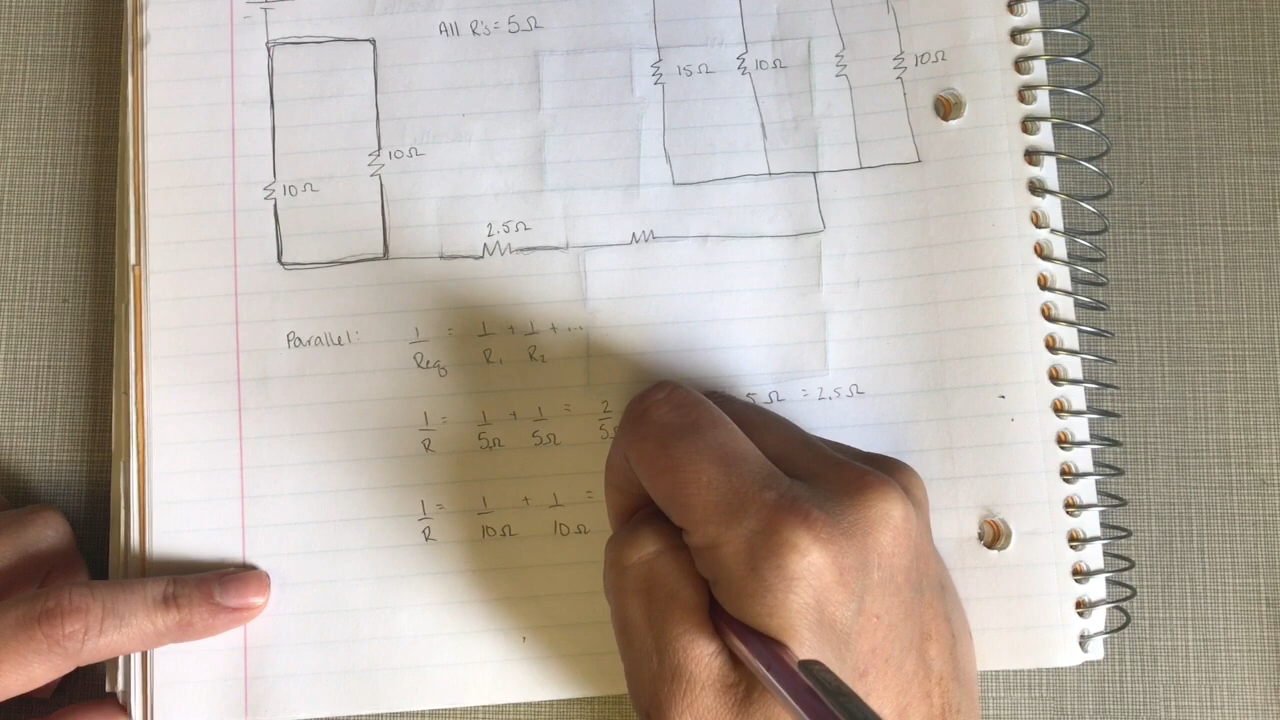 All R's = 5Ω
15Ω
10Ω
10Ω
10Ω
10Ω
2.5Ω
Parallel: 1/Req = 1/R₁ + 1/R₂ + ...
1/R = 1/5Ω + 1/5Ω = 2/5Ω 5Ω = 2.5Ω
1/R = 1/10Ω + 1/10Ω =